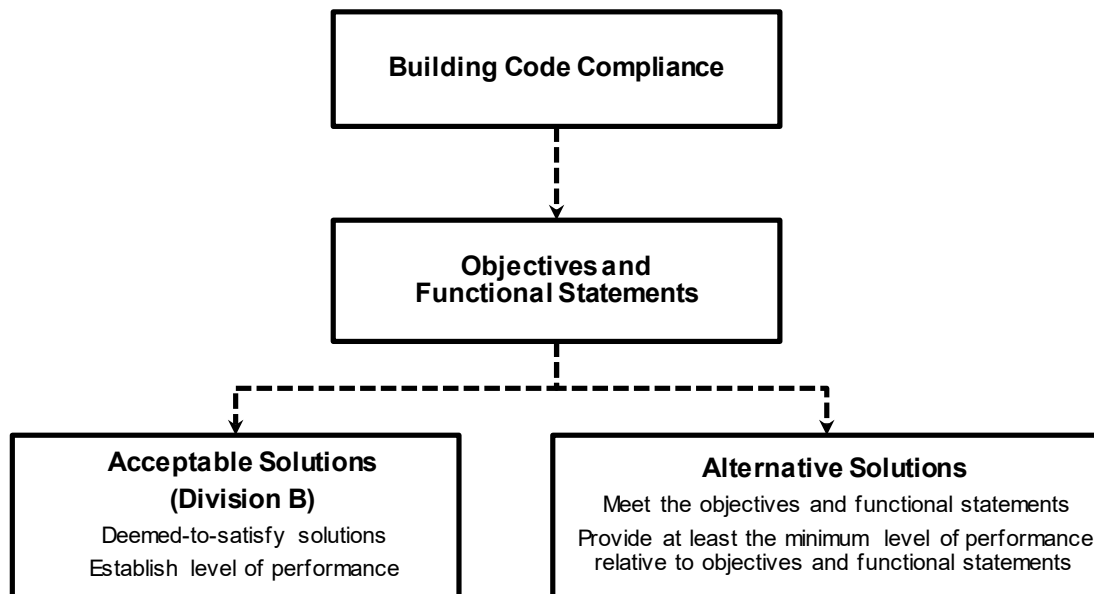 Building Code Compliance
Objectives and
Functional Statements
Acceptable Solutions
(Division B)
Deemed-to-satisfy solutions
Establish level of performance
Alternative Solutions
Meet the objectives and functional statements
Provide at least the minimum level of performance
relative to objectives and functional statements